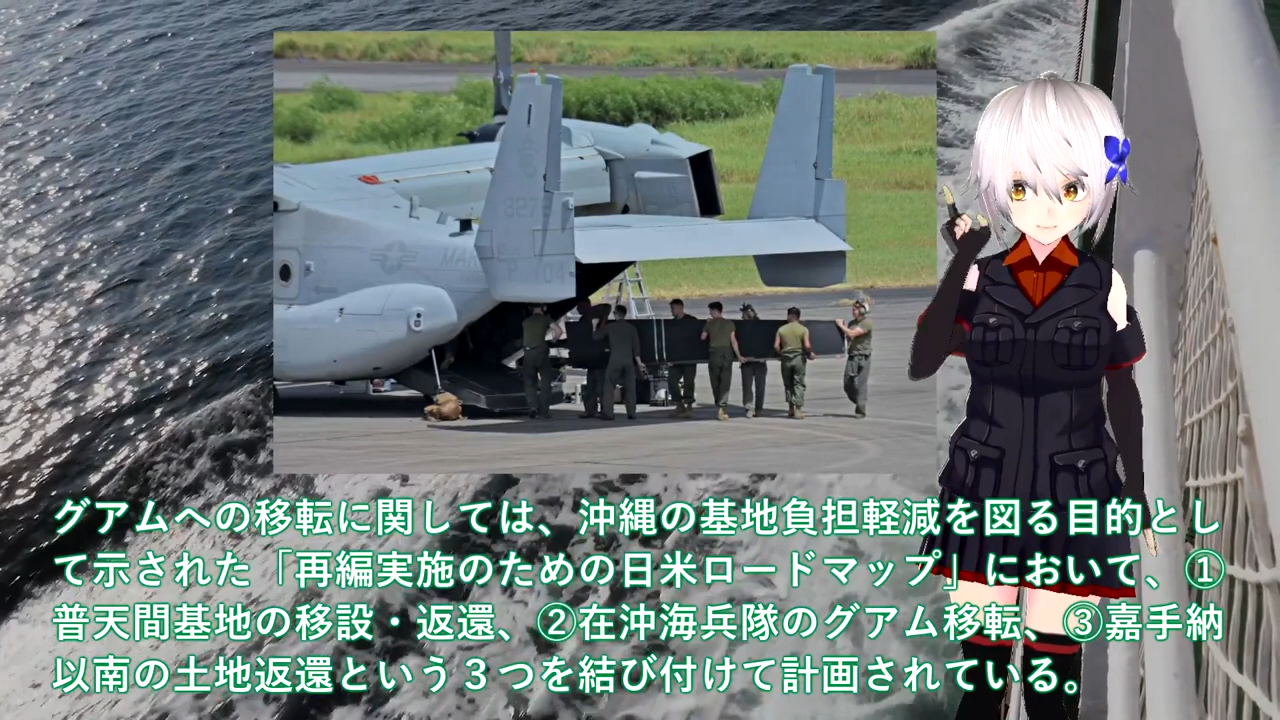 グアムへの移転に関しては、沖縄の基地負担軽減を図る目的とし
て示された「再編実施のための日米ロードマップ」において、①
普天間基地の移設・返還、②在沖海兵隊のグアム移転、③嘉手納
以南の土地返還という３つを結び付けて計画されている。